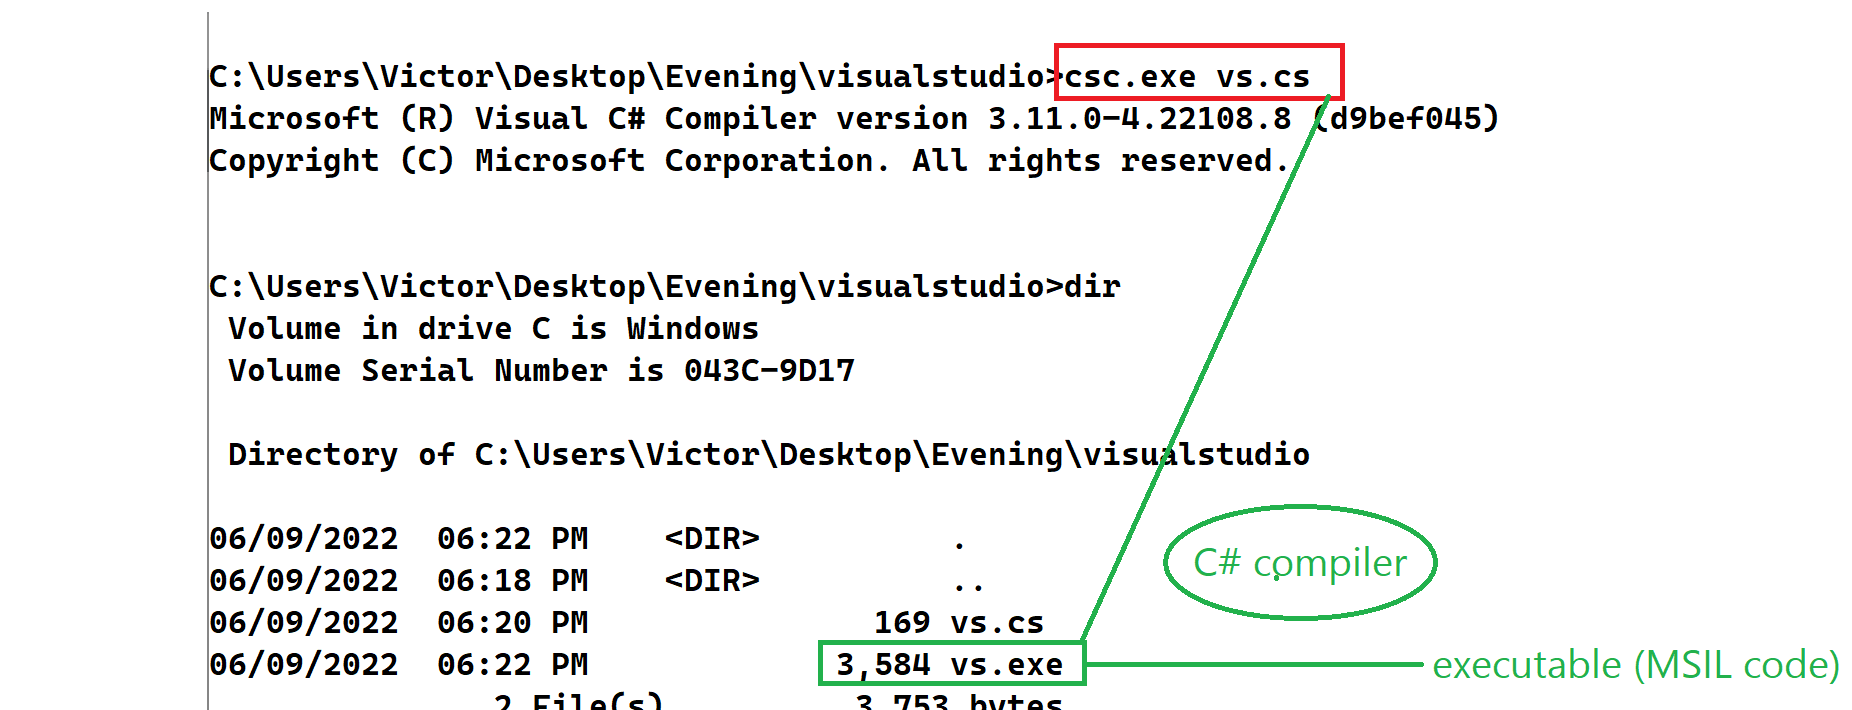 C:\Users\Victor\Desktop\Evening\visualstudio>csc.exe vs.cs
Microsoft (R) Visual C# Compiler version 3.11.0-4.22108.8 (d9bef045)
Copyright (C) Microsoft Corporation. All rights reserved.
C:\Users\Victor\Desktop\Evening\visualstudio>dir
Volume in drive C is Windows
Volume Serial Number is 043C-9D17
Directory of C:\Users\Victor\Desktop\Evening\visualstudio
06/09/2022  06:22 PM    <DIR>          .
06/09/2022  06:18 PM    <DIR>          ..
06/09/2022  06:20 PM               169 vs.cs
06/09/2022  06:22 PM             3,584 vs.exe
2 File(s)          3,753 bytes
C# compiler
executable (MSIL code)